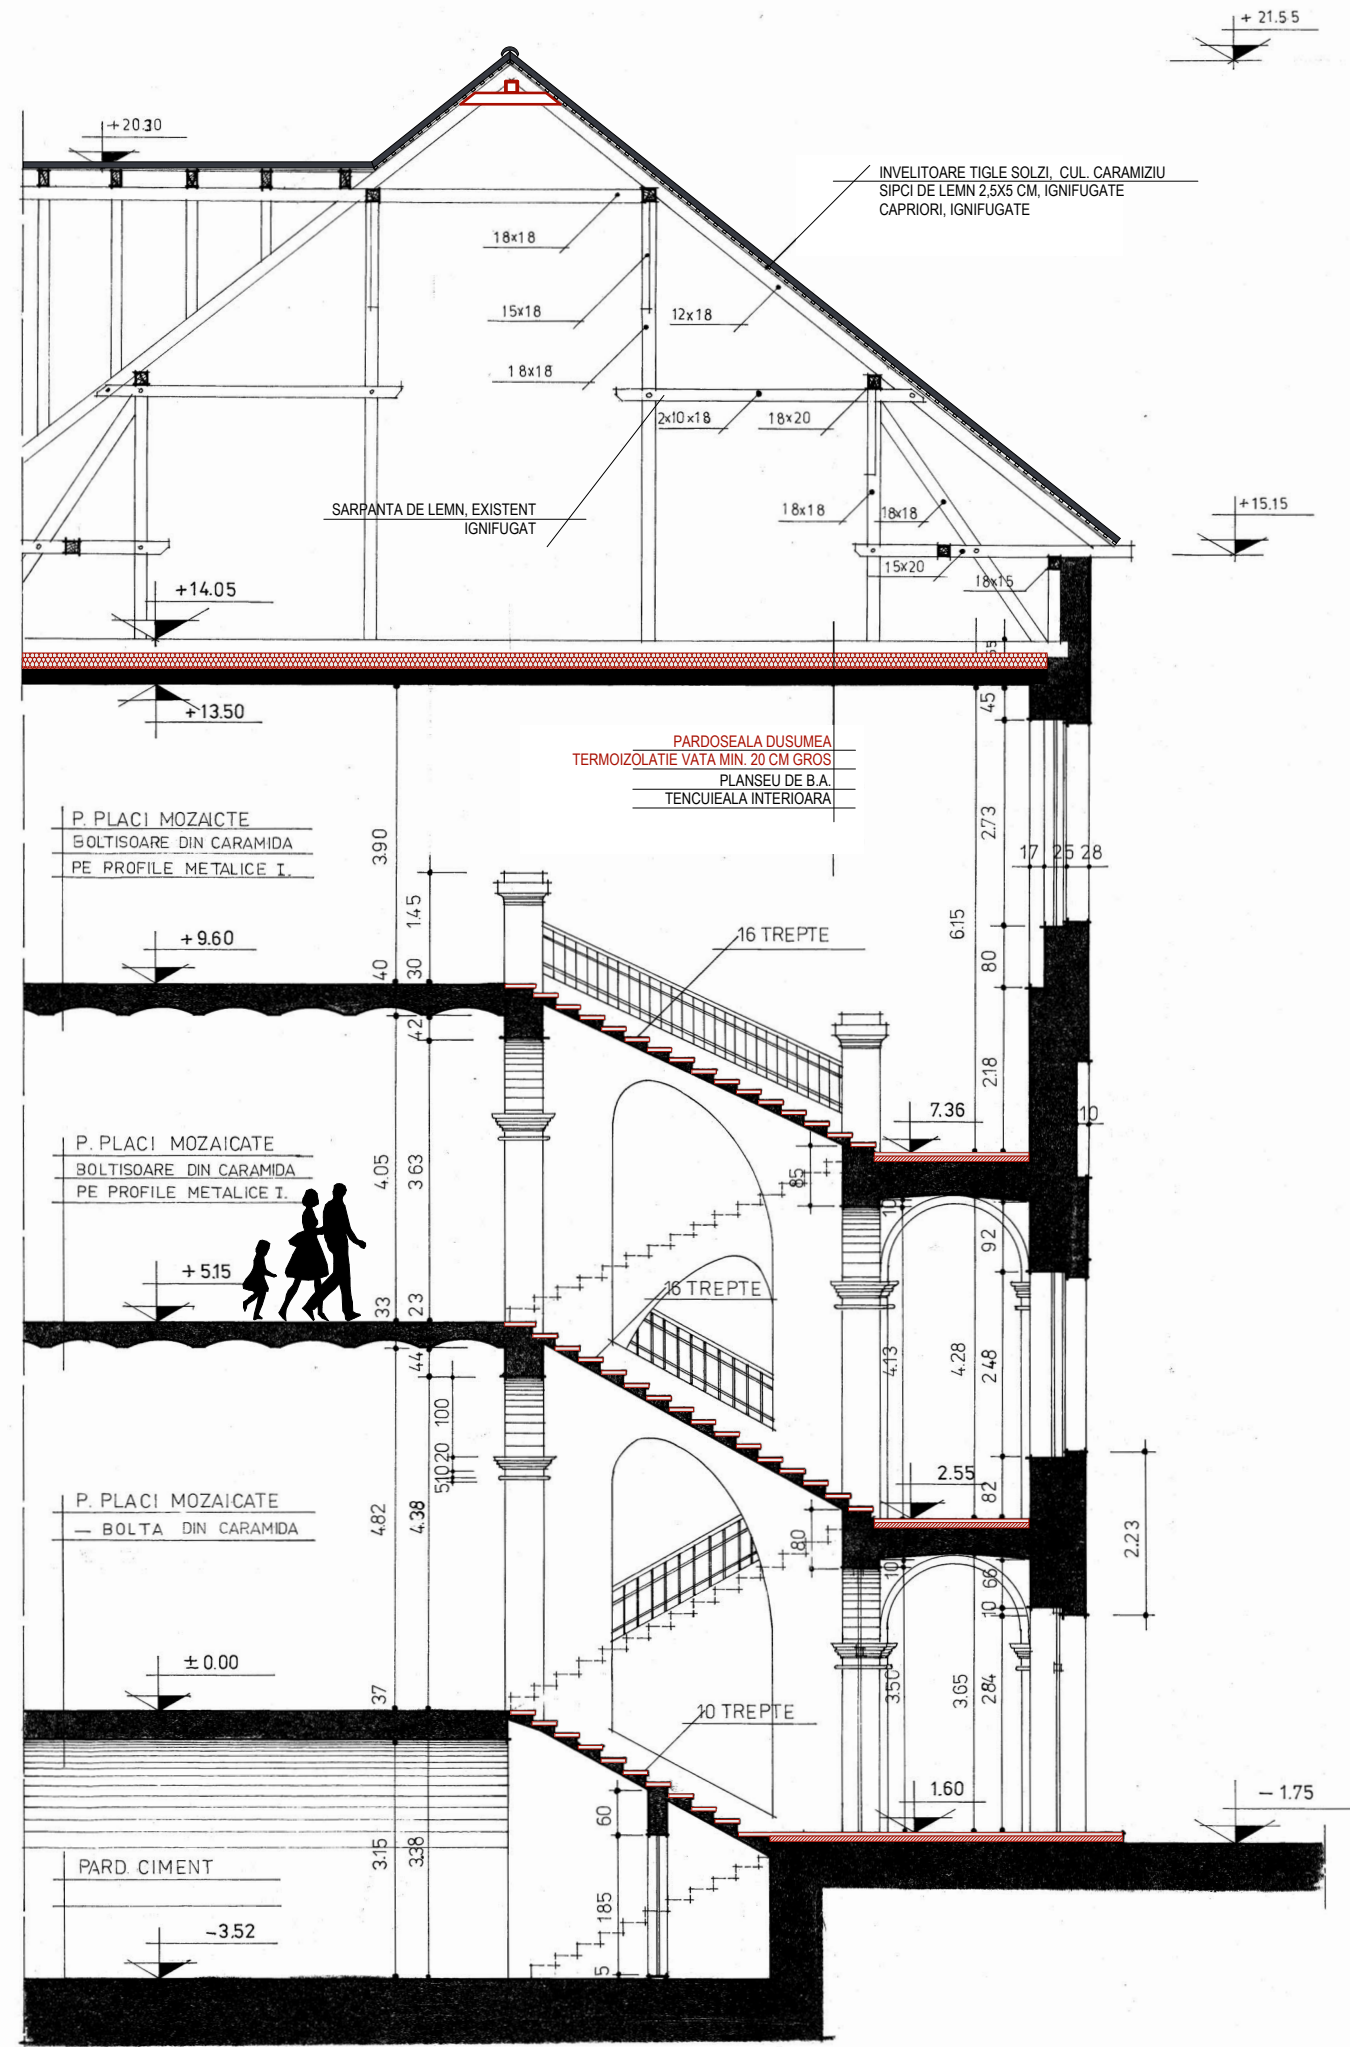 + 21.55
+20.30
INVELITOARE TIGLE SOLZI, CUL. CARAMIZIU
SIPCI DE LEMN 2,5X5 CM, IGNIFUGATE
CAPRIORI, IGNIFUGATE
18x18
15x18
12x18
18x18
2x10x18
18x20
SARPANTA DE LEMN, EXISTENT
IGNIFUGAT
18x18
18x18
+15.15
15x20
18x15
+14.05
55
+13.50
45
PARDOSEALA DUSUMEA
TERMOIZOLATIE VATA MIN. 20 CM GROS
PLANSEU DE B.A.
TENCUIEALA INTERIOARA
P. PLACI MOZAICTE
BOLTISOARE DIN CARAMIDA
PE PROFILE METALICE I.
3.90
2.73
17 25 28
1.45
6.15
16 TREPTE
+ 9.60
40
30
80
42
2.18
7.36
10
P. PLACI MOZAICATE
BOLTISOARE DIN CARAMIDA
PE PROFILE METALICE I.
4.05
3.63
85
10
92
+ 5.15
33
23
16 TREPTE
44
4.13
4.28
2.48
100
20
10
5
2.55
82
P. PLACI MOZAICATE
— BOLTA DIN CARAMIDA
4.82
4.38
80
10
66
10
2.23
± 0.00
37
3.50
3.65
2.84
10 TREPTE
1.60
− 1.75
60
3.15
3.38
PARD. CIMENT
185
−3.52
5